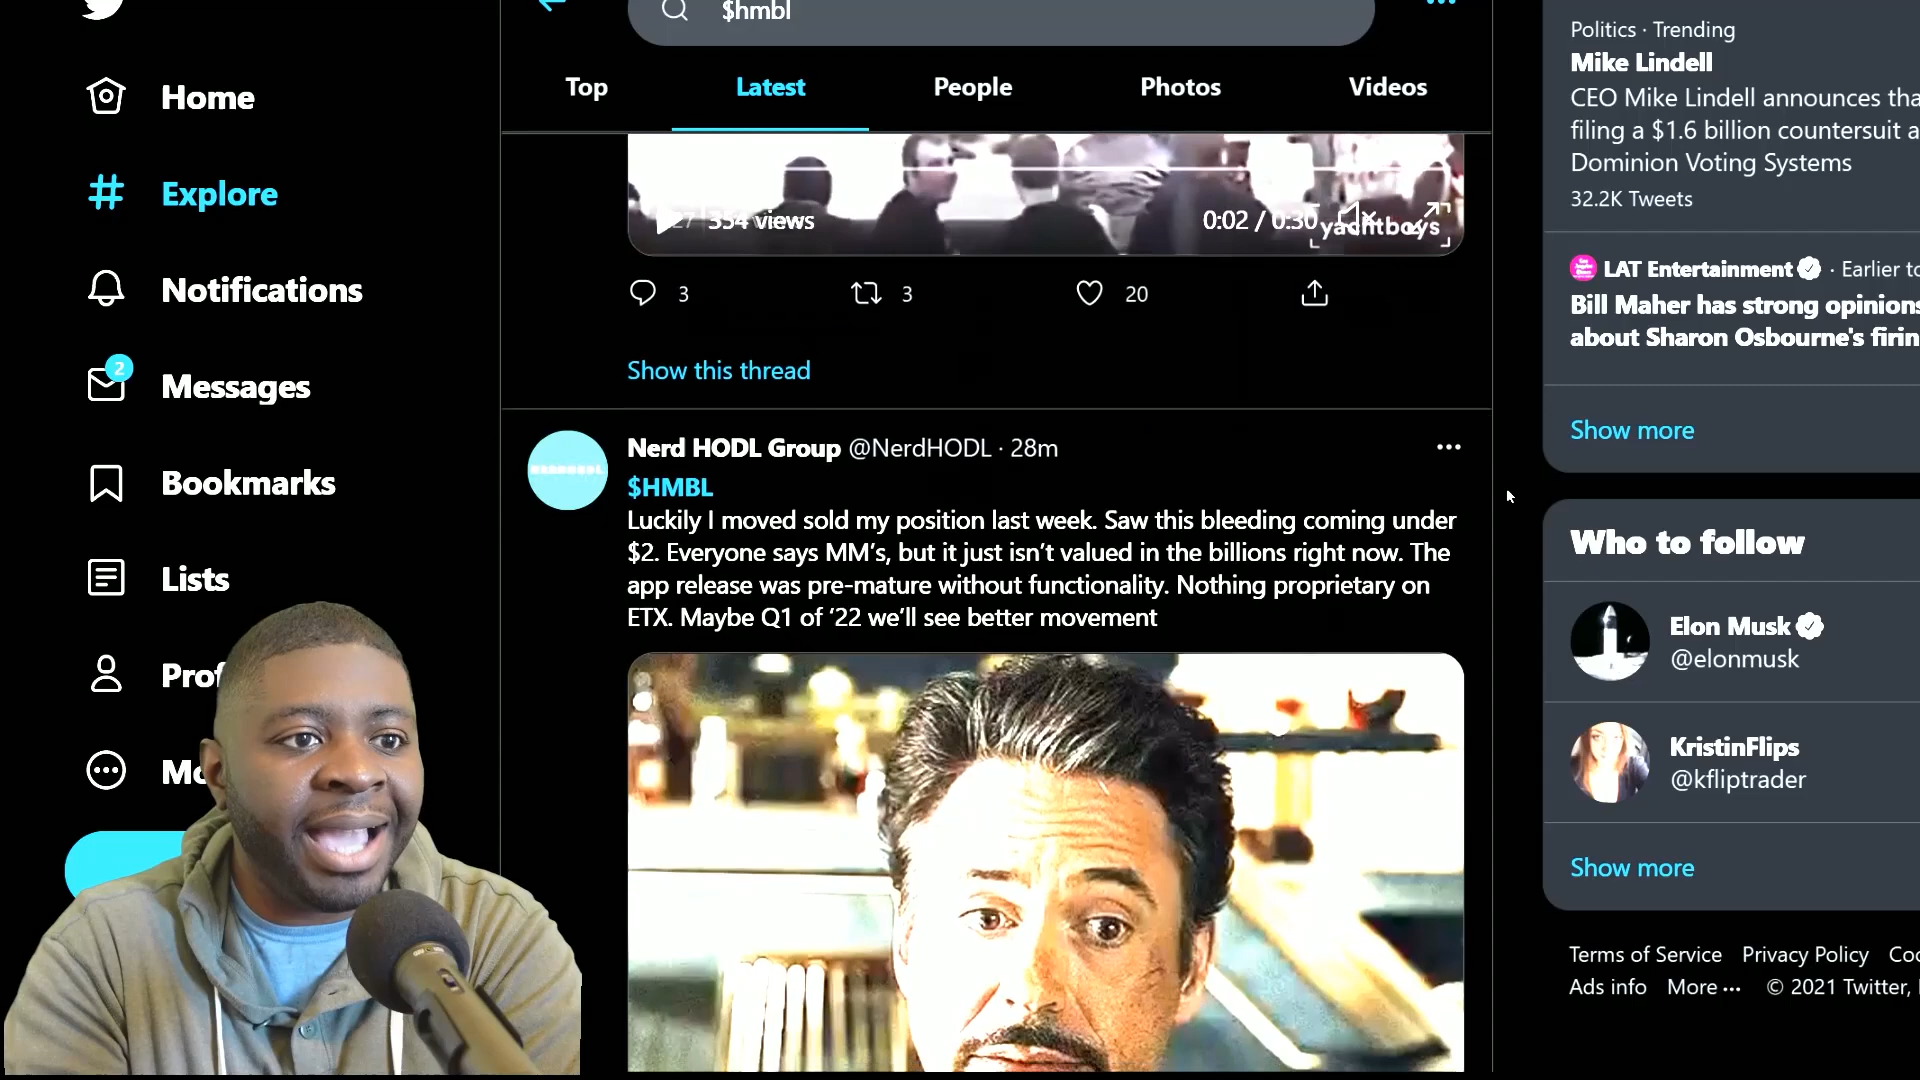 $hmbl
Top
Latest
People
Photos
Videos
Home
Explore
Notifications
2
Messages
Bookmarks
Lists
354 views
0:02 / 0:30
yachtboys
3
3
20
Show this thread
Nerd HODL Group @NerdHODL · 28m
$HMBL
Luckily I moved sold my position last week. Saw this bleeding coming under
$2. Everyone says MM’s, but it just isn’t valued in the billions right now. The
app release was pre-mature without functionality. Nothing proprietary on
ETX. Maybe Q1 of ‘22 we’ll see better movement
Politics · Trending
Mike Lindell
CEO Mike Lindell announces
filing a $1.6 billion countersuit
Dominion Voting Systems
32.2K Tweets
LAT Entertainment · Earlier
Bill Maher has strong opinions
about Sharon Osbourne's
Show more
Who to follow
Elon Musk
@elonmusk
KristinFlips
@kfliptrader
Show more
Terms of Service Privacy Policy
Ads info More © 2021 Twitter,